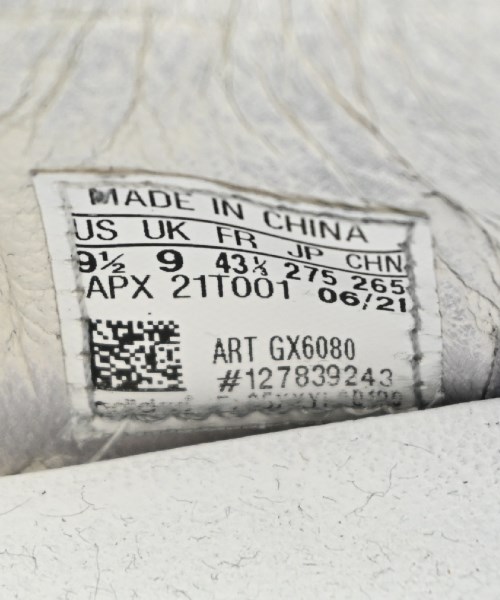 MADE IN CHINA
US UK FR JP CHN
9½ 9 43⅓ 275 265
APX 21T001 06/21
ART GX6080
#127839243